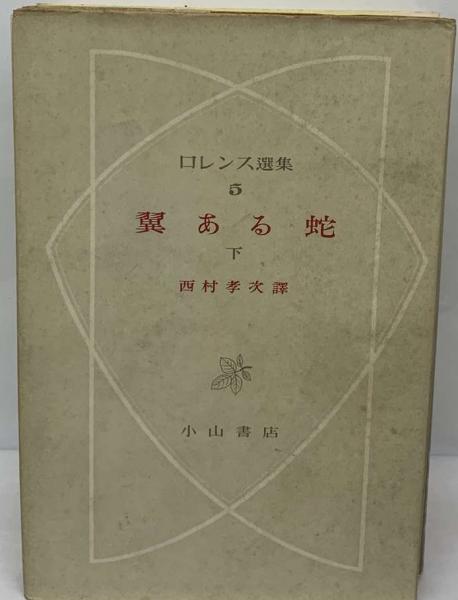 ロレンス選集
5
翼ある蛇
下
西村孝次譯
小山書店